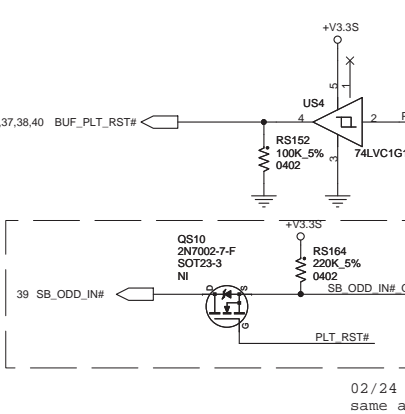 +V3.3S
5
1
US4
,37,38,40 BUF_PLT_RST#
4
2
RS152
100K_5%
0402
3
74LVC1G1
+V3.3S
QS10
2N7002-7-F
SOT23-3
NI
RS164
220K_5%
0402
39 SB_ODD_IN#
D
S
SB_ODD_IN#
G
PLT_RST#
02/24
same a